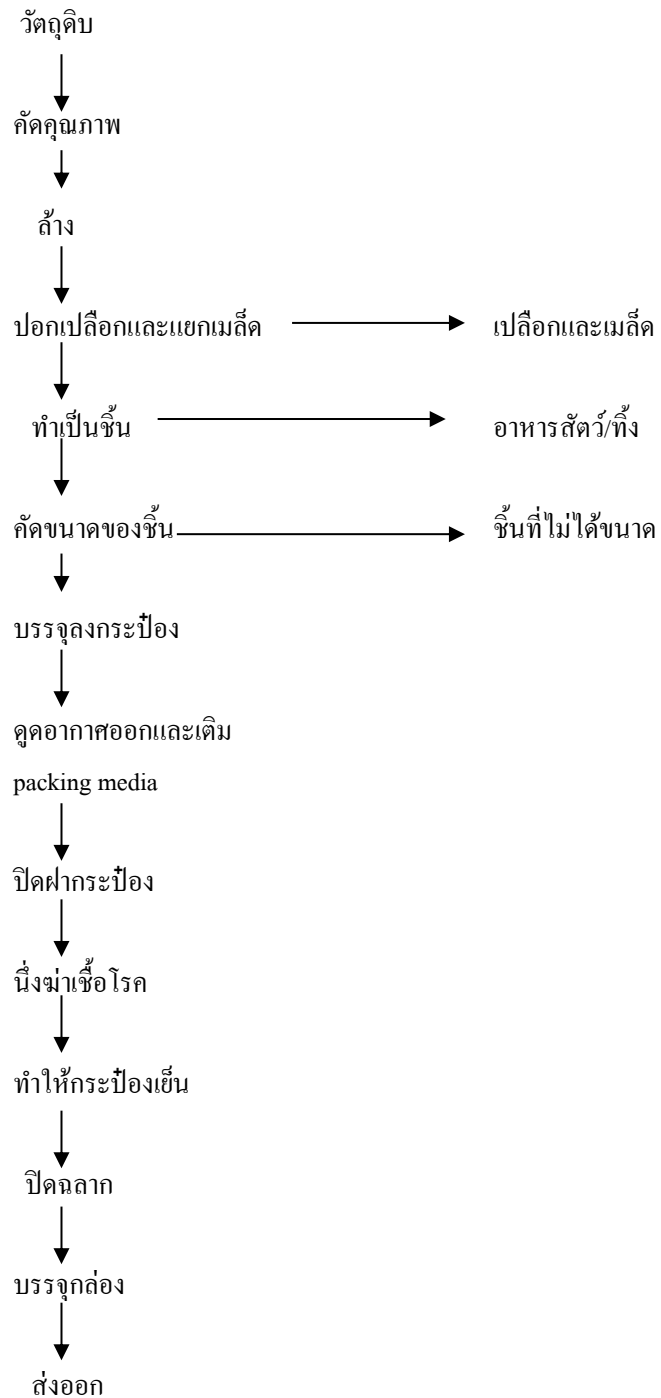 วัตถุดิบ
คัดคุณภาพ
ล้าง
ปอกเปลือกและแยกเมล็ด
เปลือกและเมล็ด
ทำเป็นชิ้น
อาหารสัตว์/ทิ้ง
คัดขนาดของชิ้น
ชิ้นที่ไม่ได้ขนาด
บรรจุลงกระป๋อง
ดูดอากาศออกและเติม
packing media
ปิดฝากระป๋อง
นึ่งฆ่าเชื้อโรค
ทำให้กระป๋องเย็น
ปิดฉลาก
บรรจุกล่อง
ส่งออก